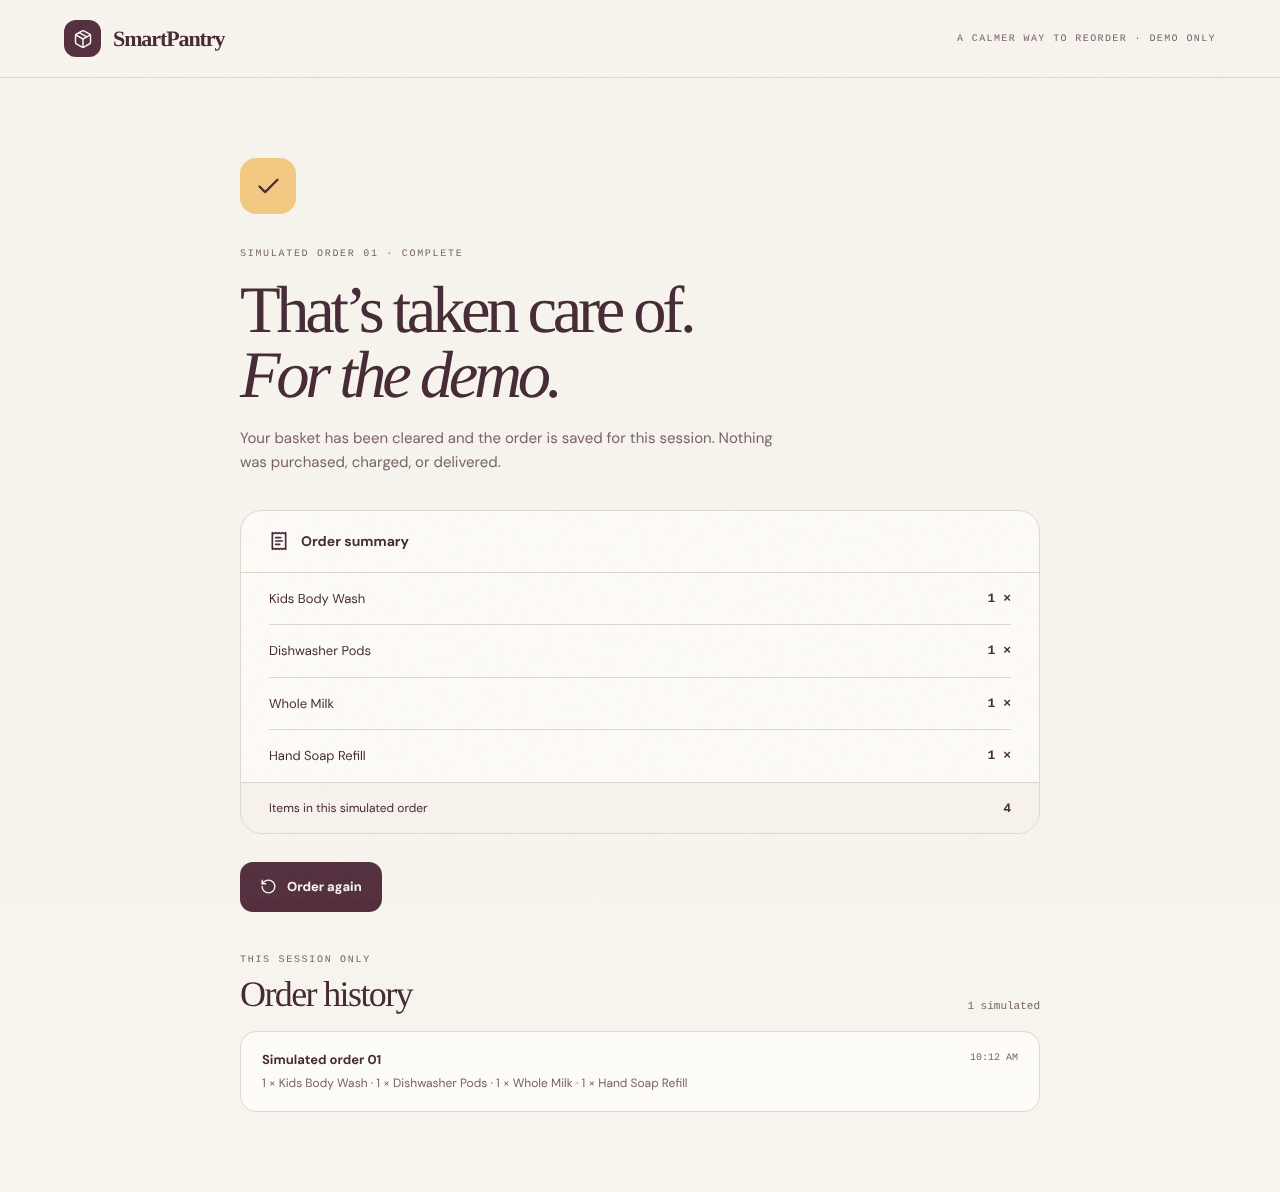 SmartPantry
A CALMER WAY TO REORDER · DEMO ONLY
SIMULATED ORDER 01 · COMPLETE
That’s taken care of.
For the demo.
Your basket has been cleared and the order is saved for this session. Nothing
was purchased, charged, or delivered.
Order summary
Kids Body Wash 1 ×
Dishwasher Pods 1 ×
Whole Milk 1 ×
Hand Soap Refill 1 ×
Items in this simulated order 4
Order again
THIS SESSION ONLY
Order history
1 simulated
Simulated order 01 10:12 AM
1 × Kids Body Wash · 1 × Dishwasher Pods · 1 × Whole Milk · 1 × Hand Soap Refill